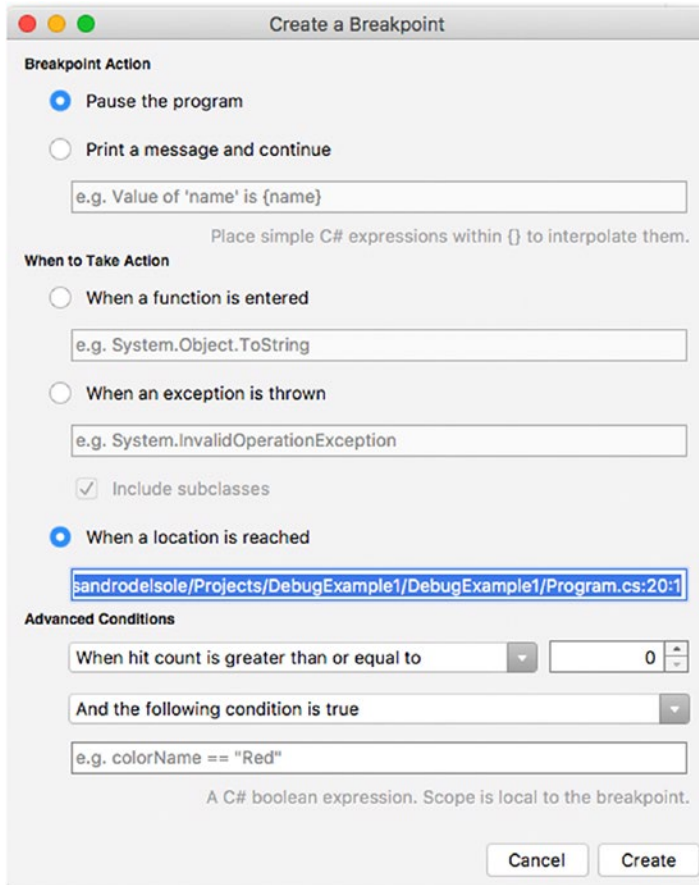 Create a Breakpoint
Breakpoint Action
Pause the program
Print a message and continue
e.g. Value of 'name' is {name}
Place simple C# expressions within {} to interpolate them.
When to Take Action
When a function is entered
e.g. System.Object.ToString
When an exception is thrown
e.g. System.InvalidOperationException
Include subclasses
When a location is reached
sandrodelsole/Projects/DebugExample1/DebugExample1/Program.cs:20:1
Advanced Conditions
When hit count is greater than or equal to 0
And the following condition is true
e.g. colorName == "Red"
A C# boolean expression. Scope is local to the breakpoint.
Cancel Create